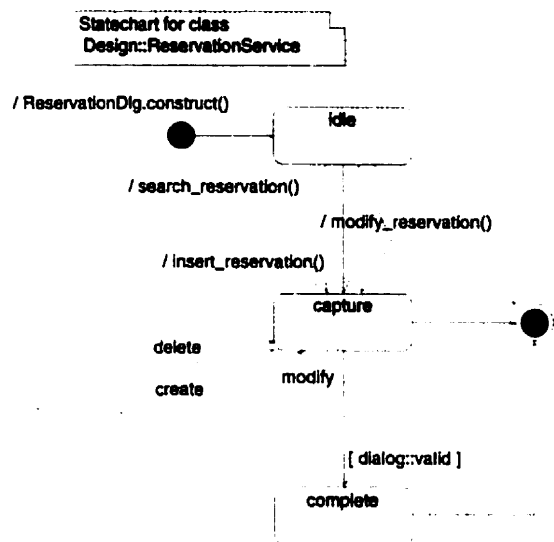 Statechart for class
Design::ReservationService
/ ReservationDlg.construct()
idle
/ search_reservation()
/ modify_reservation()
/ insert_reservation()
capture
delete
modify
create
[ dialog::valid ]
complete